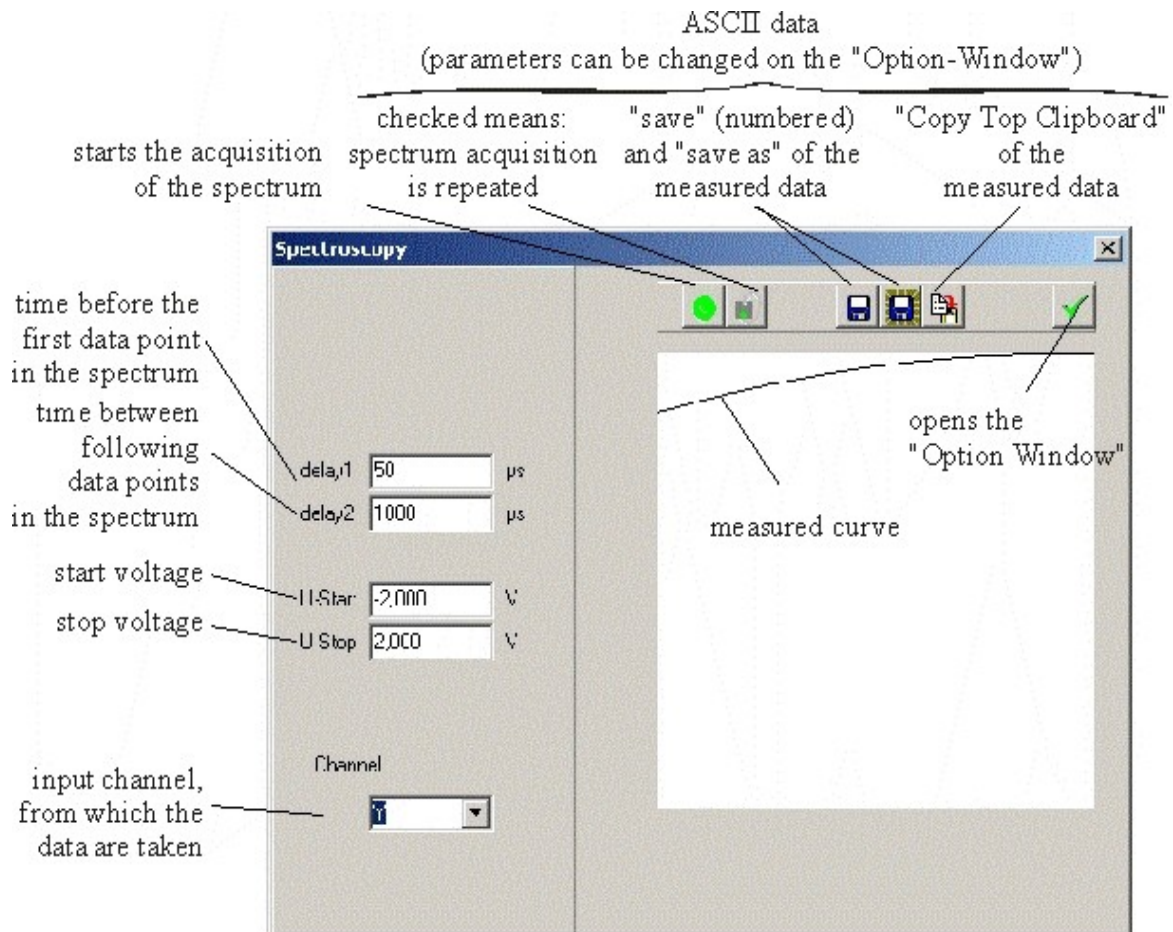 ASCII data
(parameters can be changed on the "Option-Window")
starts the acquisition
of the spectrum
checked means:
spectrum acquisition
is repeated
"save" (numbered)
and "save as" of the
measured data
"Copy Top Clipboard"
of the
measured data
Spectroscopy
time before the
first data point
in the spectrum
time between
following
data points
in the spectrum
delay1 50 µs
delay2 1000 µs
start voltage
stop voltage
U-Star -2,000 V
U Stop 2,000 V
opens the
"Option Window"
measured curve
Channel
input channel,
from which the
data are taken